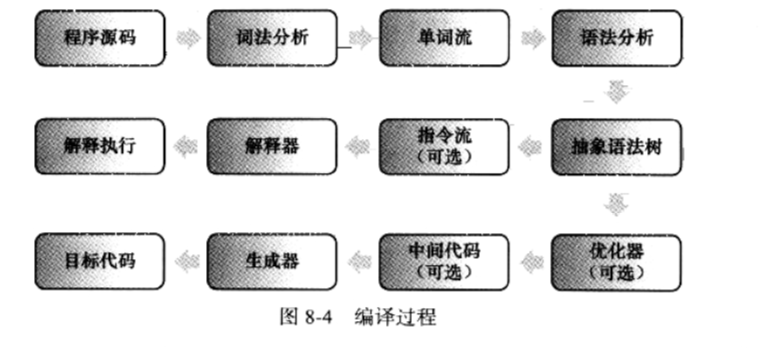 程序源码 词法分析 单词流 语法分析
解释执行 解释器 指令流（可选） 抽象语法树
目标代码 生成器 中间代码（可选） 优化器（可选）
图 8-4 编译过程